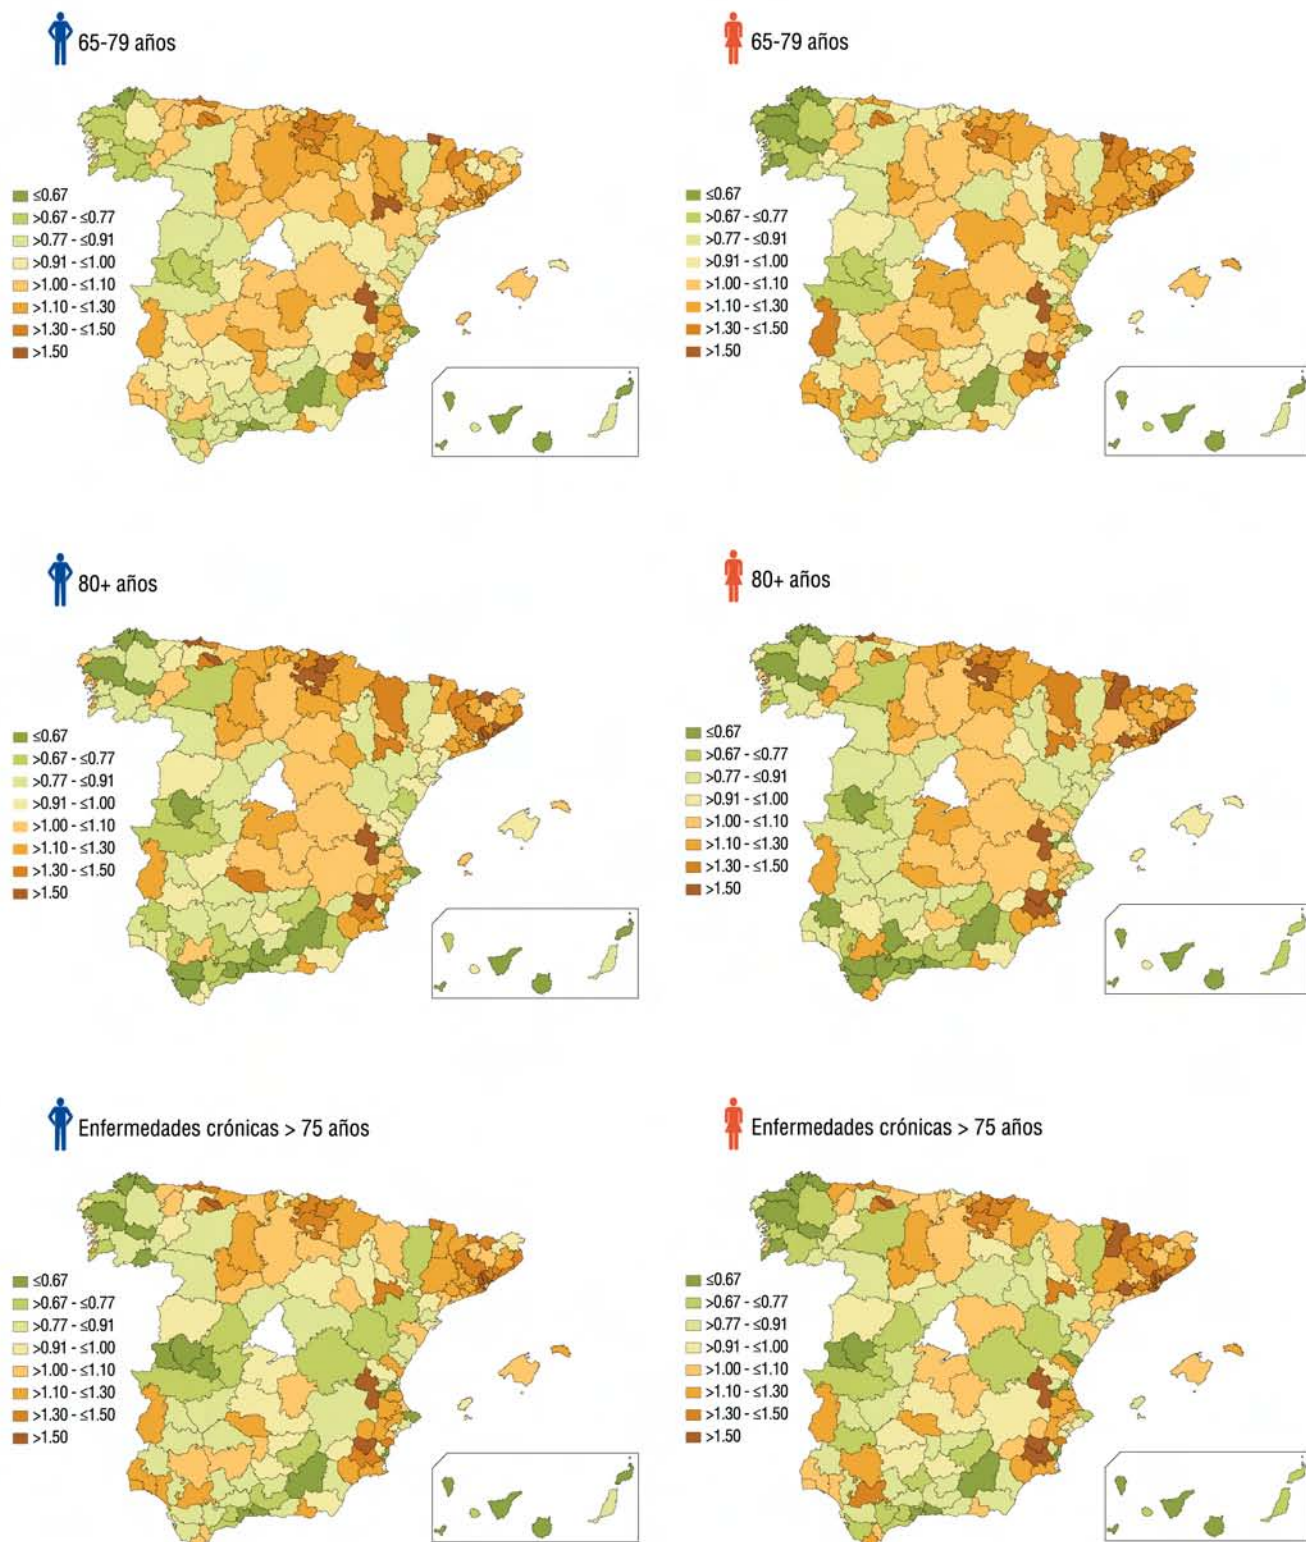 65-79 años
≤0.67
>0.67 - ≤0.77
>0.77 - ≤0.91
>0.91 - ≤1.00
>1.00 - ≤1.10
>1.10 - ≤1.30
>1.30 - ≤1.50
>1.50
65-79 años
≤0.67
>0.67 - ≤0.77
>0.77 - ≤0.91
>0.91 - ≤1.00
>1.00 - ≤1.10
>1.10 - ≤1.30
>1.30 - ≤1.50
>1.50
80+ años
≤0.67
>0.67 - ≤0.77
>0.77 - ≤0.91
>0.91 - ≤1.00
>1.00 - ≤1.10
>1.10 - ≤1.30
>1.30 - ≤1.50
>1.50
80+ años
≤0.67
>0.67 - ≤0.77
>0.77 - ≤0.91
>0.91 - ≤1.00
>1.00 - ≤1.10
>1.10 - ≤1.30
>1.30 - ≤1.50
>1.50
Enfermedades crónicas > 75 años
≤0.67
>0.67 - ≤0.77
>0.77 - ≤0.91
>0.91 - ≤1.00
>1.00 - ≤1.10
>1.10 - ≤1.30
>1.30 - ≤1.50
>1.50
Enfermedades crónicas > 75 años
≤0.67
>0.67 - ≤0.77
>0.77 - ≤0.91
>0.91 - ≤1.00
>1.00 - ≤1.10
>1.10 - ≤1.30
>1.30 - ≤1.50
>1.50